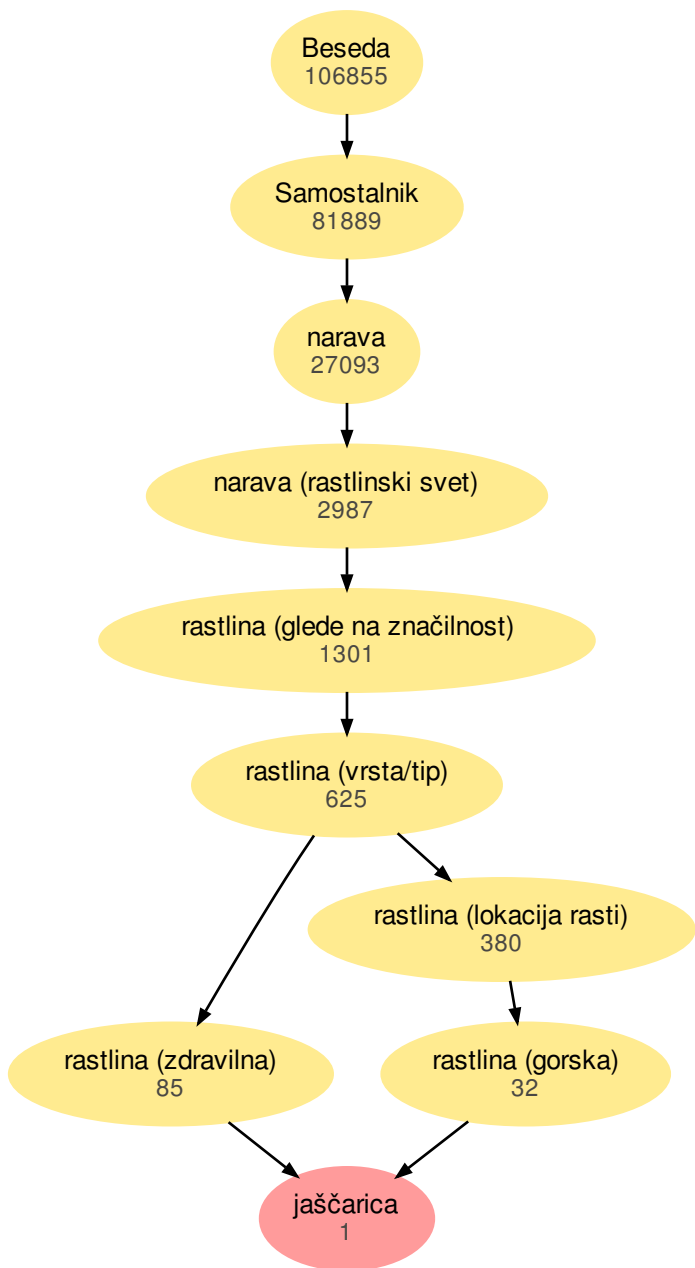 Beseda
106855
Samostalnik
81889
narava
27093
narava (rastlinski svet)
2987
rastlina (glede na značilnost)
1301
rastlina (vrsta/tip)
625
rastlina (lokacija rasti)
380
rastlina (zdravilna)
85
rastlina (gorska)
32
jaščarica
1